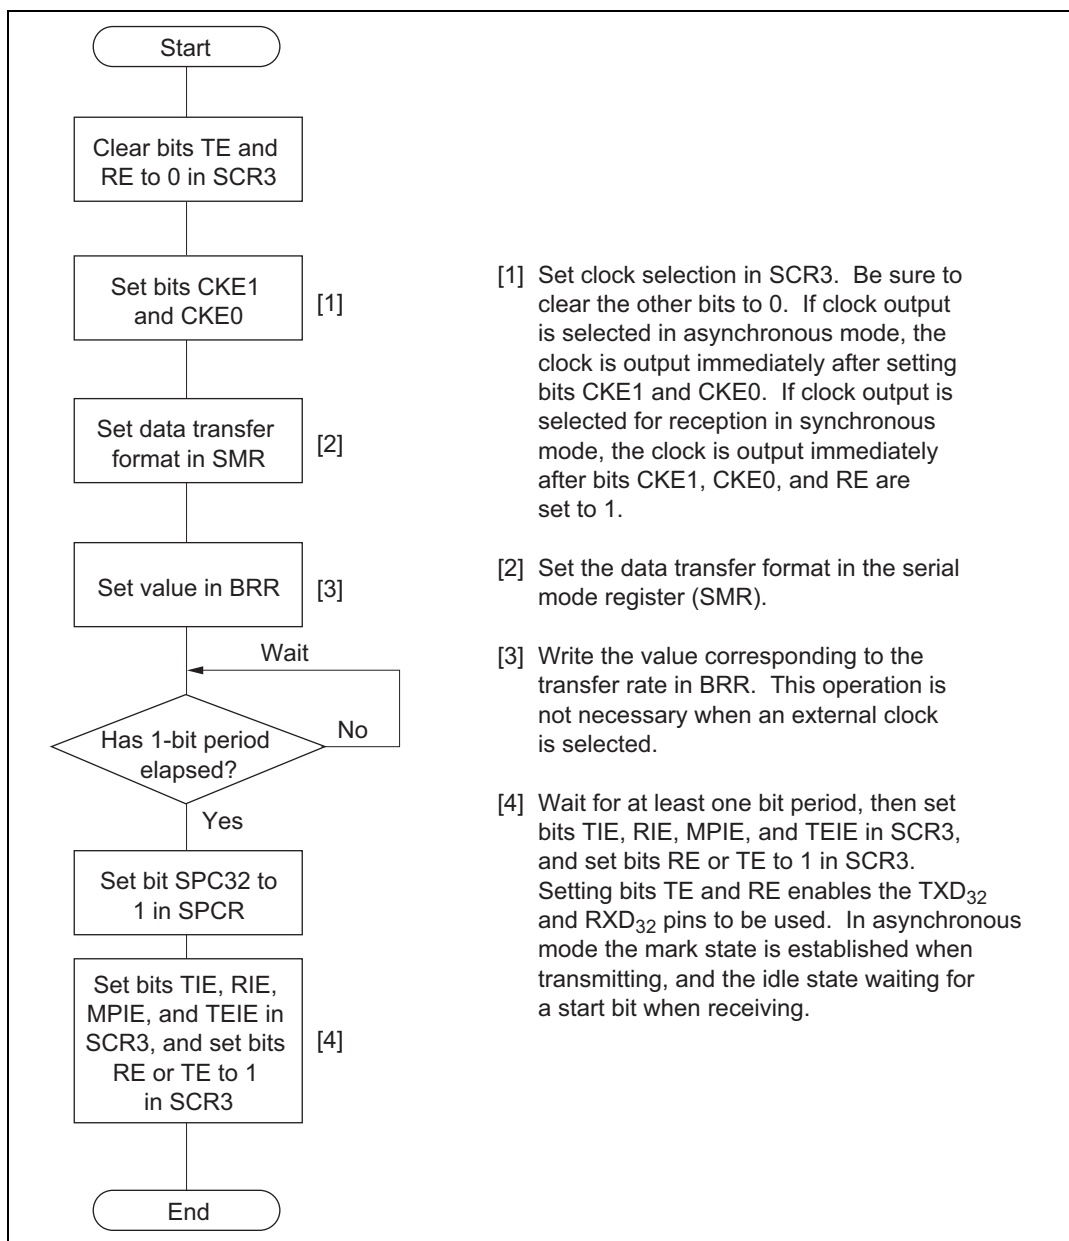 Start
Clear bits TE and
RE to 0 in SCR3
Set bits CKE1
and CKE0
[1]
Set data transfer
format in SMR
[2]
Set value in BRR
[3]
Wait
Has 1-bit period
elapsed?
No
Yes
Set bit SPC32 to
1 in SPCR
Set bits TIE, RIE,
MPIE, and TEIE in
SCR3, and set bits
RE or TE to 1
in SCR3
[4]
End
[1] Set clock selection in SCR3. Be sure to
clear the other bits to 0. If clock output
is selected in asynchronous mode, the
clock is output immediately after setting
bits CKE1 and CKE0. If clock output is
selected for reception in synchronous
mode, the clock is output immediately
after bits CKE1, CKE0, and RE are
set to 1.
[2] Set the data transfer format in the serial
mode register (SMR).
[3] Write the value corresponding to the
transfer rate in BRR. This operation is
not necessary when an external clock
is selected.
[4] Wait for at least one bit period, then set
bits TIE, RIE, MPIE, and TEIE in SCR3,
and set bits RE or TE to 1 in SCR3.
Setting bits TE and RE enables the TXD32
and RXD32 pins to be used. In asynchronous
mode the mark state is established when
transmitting, and the idle state waiting for
a start bit when receiving.